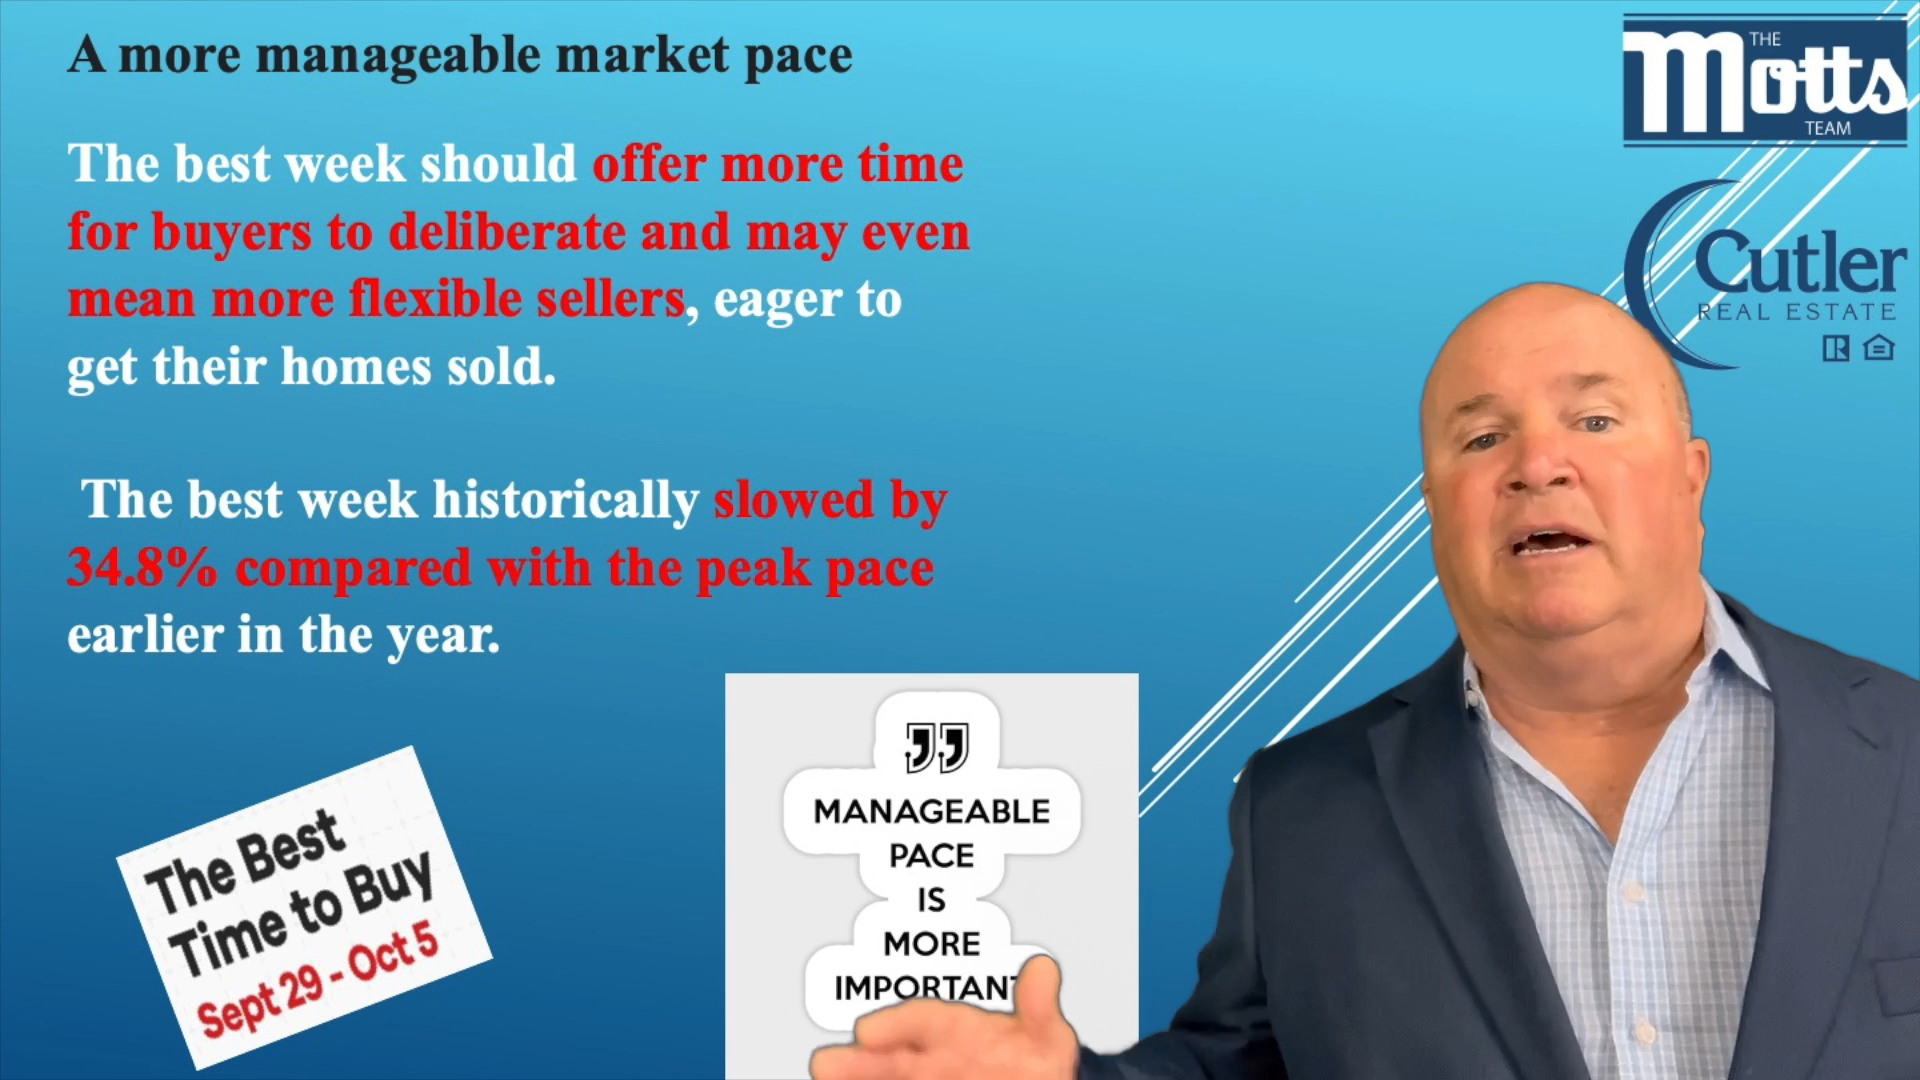 A more manageable market pace
The best week should offer more time
for buyers to deliberate and may even
mean more flexible sellers, eager to
get their homes sold.
The best week historically slowed by
34.8% compared with the peak pace
earlier in the year.
The Best
Time to Buy
Sept 29 - Oct 5
MANAGEABLE
PACE
IS
MORE
IMPORTANT
THE
Motts
TEAM
Cutler
REAL ESTATE